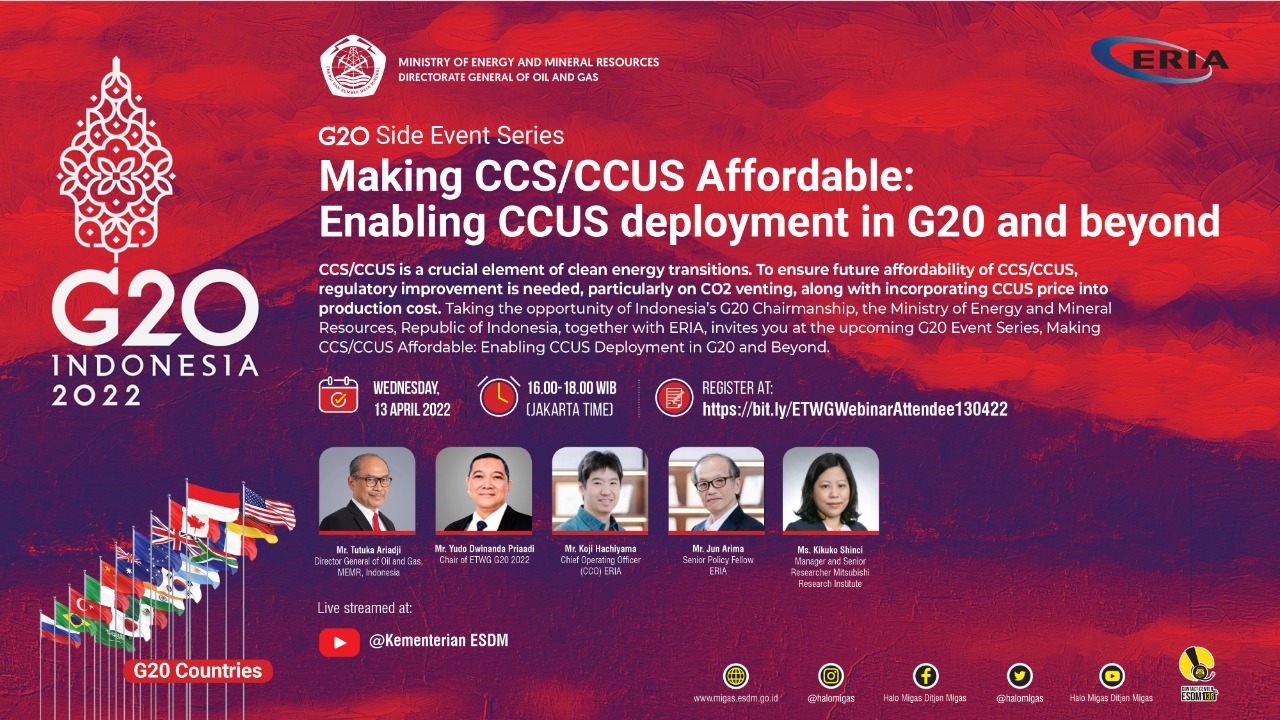 MINISTRY OF ENERGY AND MINERAL RESOURCES
DIRECTORATE GENERAL OF OIL AND GAS
ERIA
G20 Side Event Series
Making CCS/CCUS Affordable:
Enabling CCUS deployment in G20 and beyond
G20
INDONESIA
2022
CCS/CCUS is a crucial element of clean energy transitions. To ensure future affordability of CCS/CCUS,
regulatory improvement is needed, particularly on CO2 venting, along with incorporating CCUS price into
production cost. Taking the opportunity of Indonesia's G20 Chairmanship, the Ministry of Energy and Mineral
Resources, Republic of Indonesia, together with ERIA, invites you at the upcoming G20 Event Series, Making
CCS/CCUS Affordable: Enabling CCUS Deployment in G20 and Beyond.
WEDNESDAY,
13 APRIL 2022
16.00-18.00 WIB
(JAKARTA TIME)
REGISTER AT:
https://bit.ly/ETWGWebinarAttendee130422
Mr. Tutuka Ariadji
Director General of Oil and Gas,
MEMR, Indonesia
Mr. Yudo Dwinanda Priaadi
Chair of ETWG G20 2022
Mr. Koji Hachiyama
Chief Operating Officer
(CCO) ERIA
Mr. Jun Arima
Senior Policy Fellow
ERIA
Ms. Kikuko Shinci
Manager and Senior
Researcher Mitsubishi
Research Institute
Live streamed at:
@Kementerian ESDM
G20 Countries
www.migas.esdm.go.id
@halomigas
Halo Migas Ditjen Migas
@halomigas
Halo Migas Ditjen Migas
CONTACT CENTER
ESDM 136